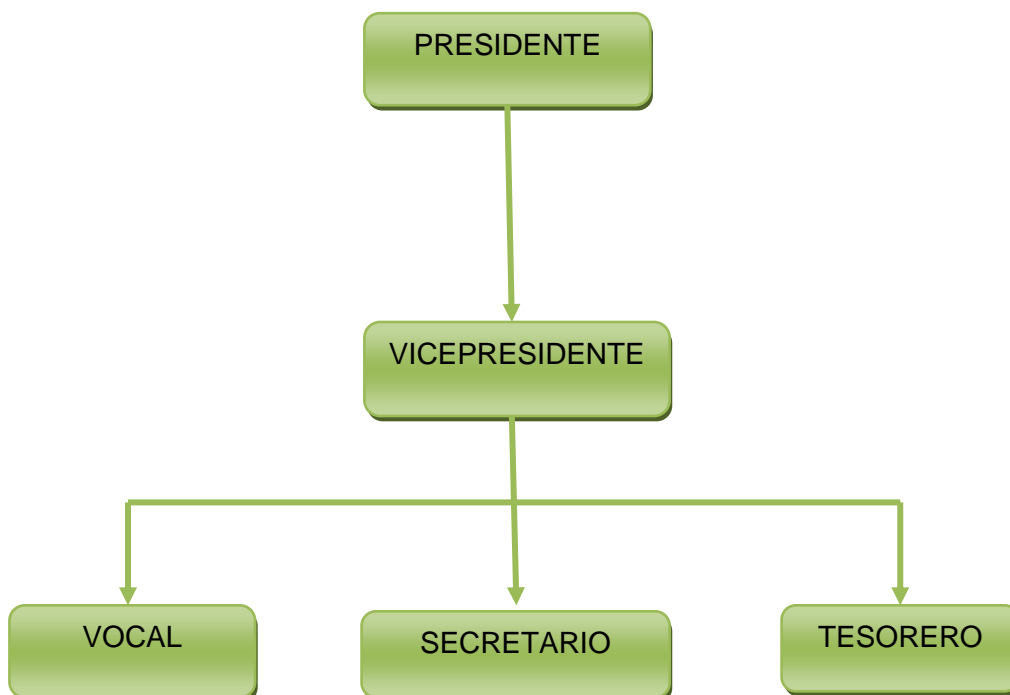 PRESIDENTE
VICEPRESIDENTE
VOCAL
SECRETARIO
TESORERO